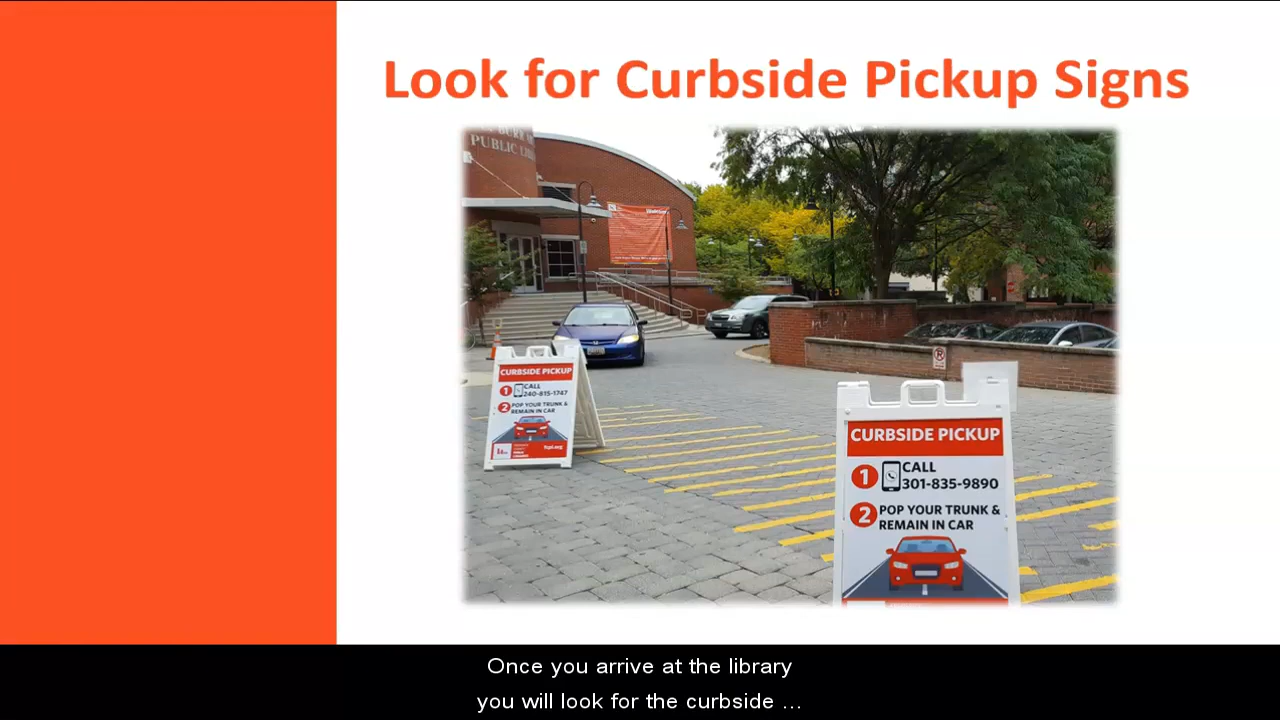 Look for Curbside Pickup Signs
PUBLIC
CURBSIDE PICKUP
1 CALL
240-815-1747
2 POP YOUR TRUNK &
REMAIN IN CAR
fcpl.org
CURBSIDE PICKUP
1 CALL
301-835-9890
2 POP YOUR TRUNK &
REMAIN IN CAR
Once you arrive at the library
you will look for the curbside ...